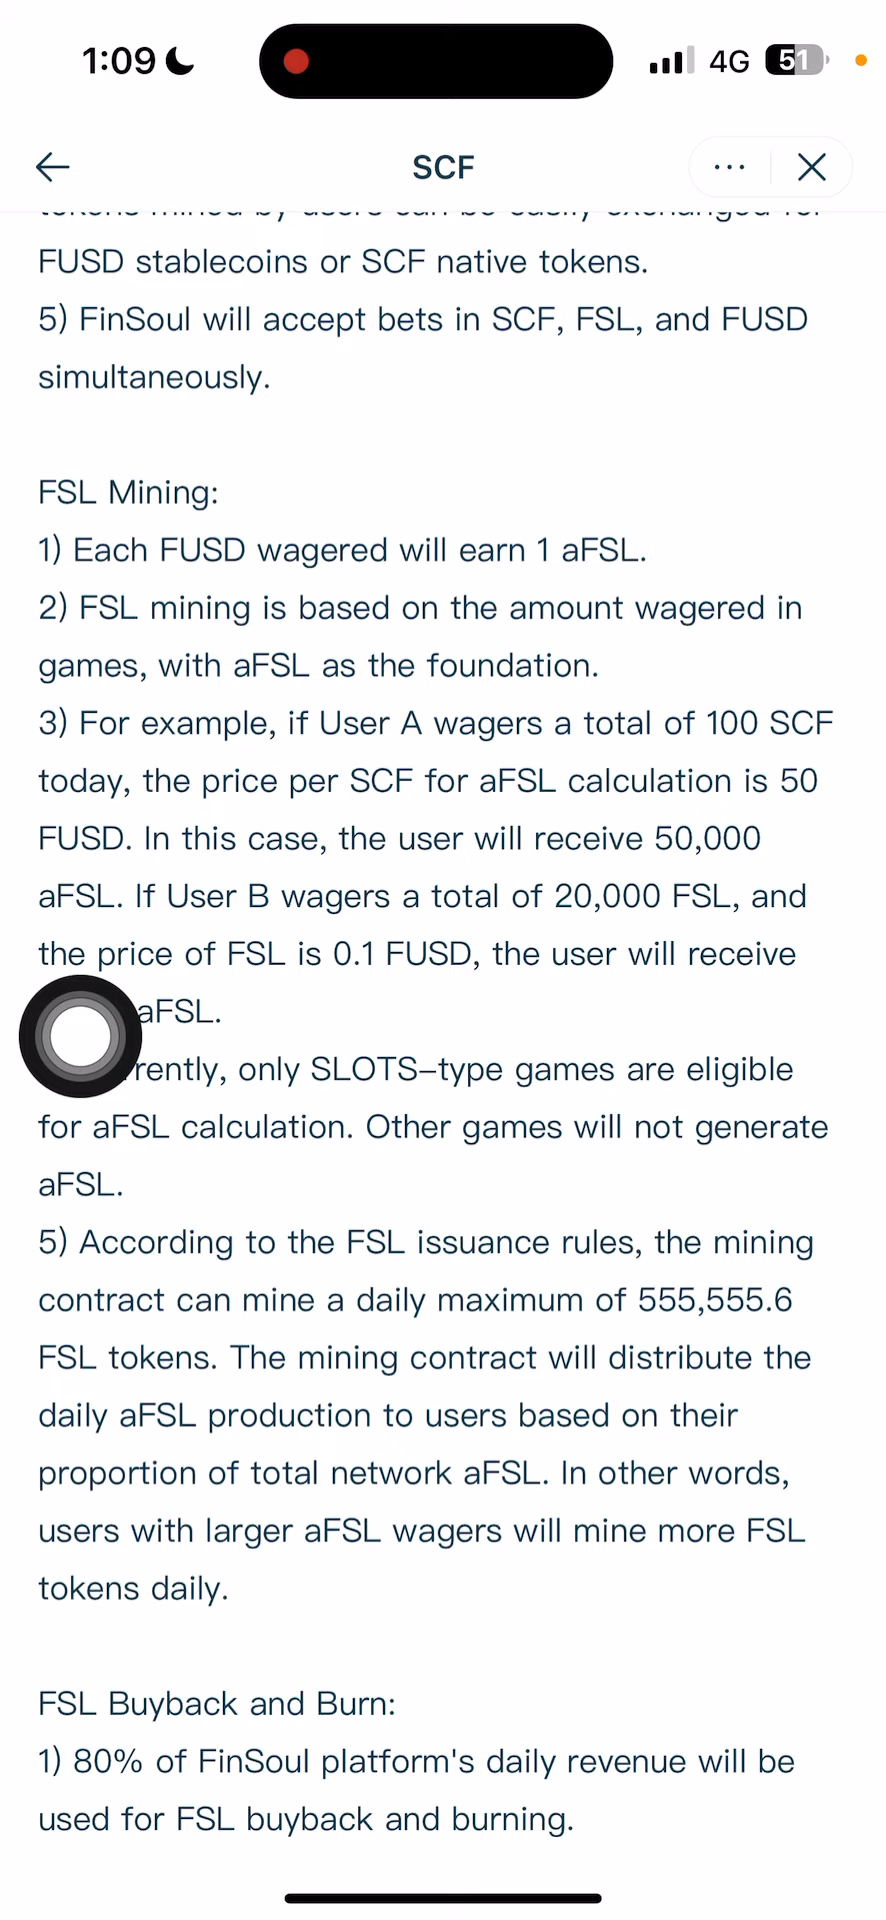 1:09
4G
51
SCF
FUSD stablecoins or SCF native tokens.
5) FinSoul will accept bets in SCF, FSL, and FUSD
simultaneously.
FSL Mining:
1) Each FUSD wagered will earn 1 aFSL.
2) FSL mining is based on the amount wagered in
games, with aFSL as the foundation.
3) For example, if User A wagers a total of 100 SCF
today, the price per SCF for aFSL calculation is 50
FUSD. In this case, the user will receive 50,000
aFSL. If User B wagers a total of 20,000 FSL, and
the price of FSL is 0.1 FUSD, the user will receive
aFSL.
rently, only SLOTS–type games are eligible
for aFSL calculation. Other games will not generate
aFSL.
5) According to the FSL issuance rules, the mining
contract can mine a daily maximum of 555,555.6
FSL tokens. The mining contract will distribute the
daily aFSL production to users based on their
proportion of total network aFSL. In other words,
users with larger aFSL wagers will mine more FSL
tokens daily.
FSL Buyback and Burn:
1) 80% of FinSoul platform's daily revenue will be
used for FSL buyback and burning.